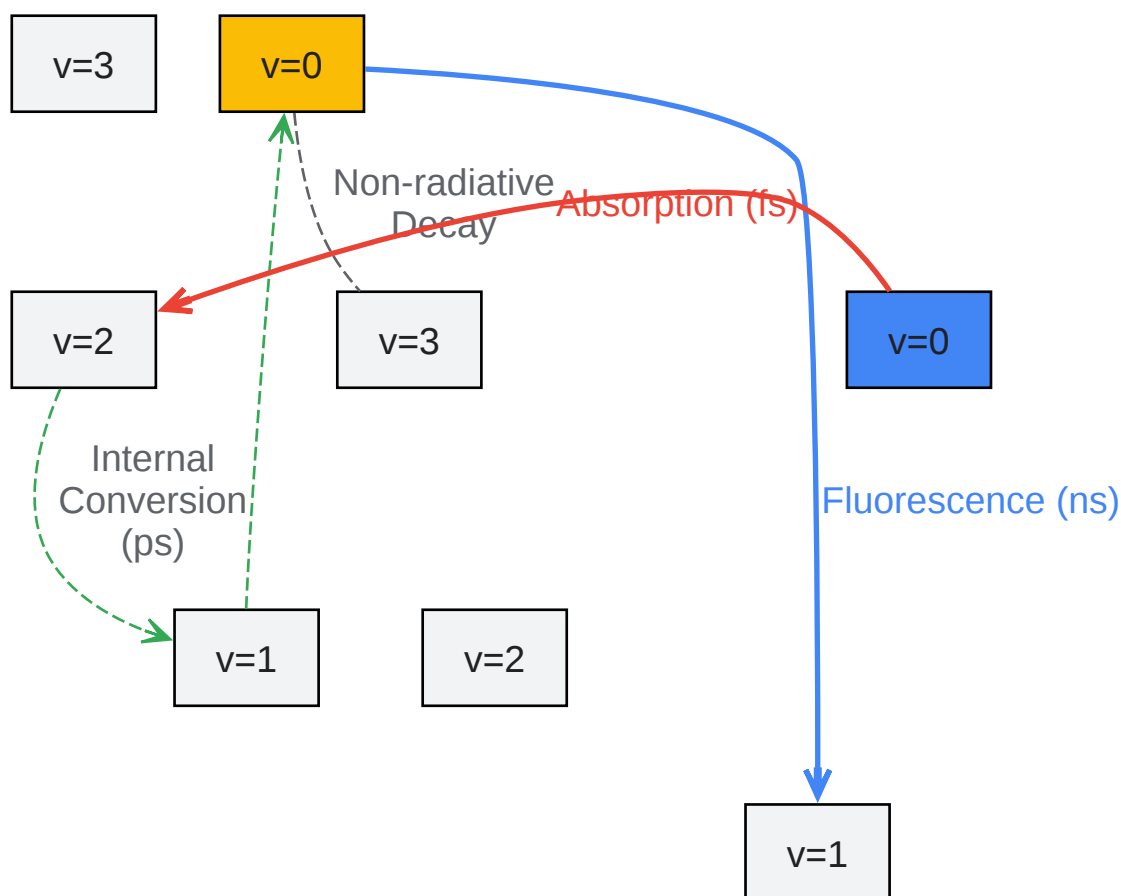 v=3
v=0
Non-radiative
Decay
Absorption (fs)
v=2
v=3
v=0
Internal
Conversion
(ps)
Fluorescence (ns)
v=1
v=2
v=1